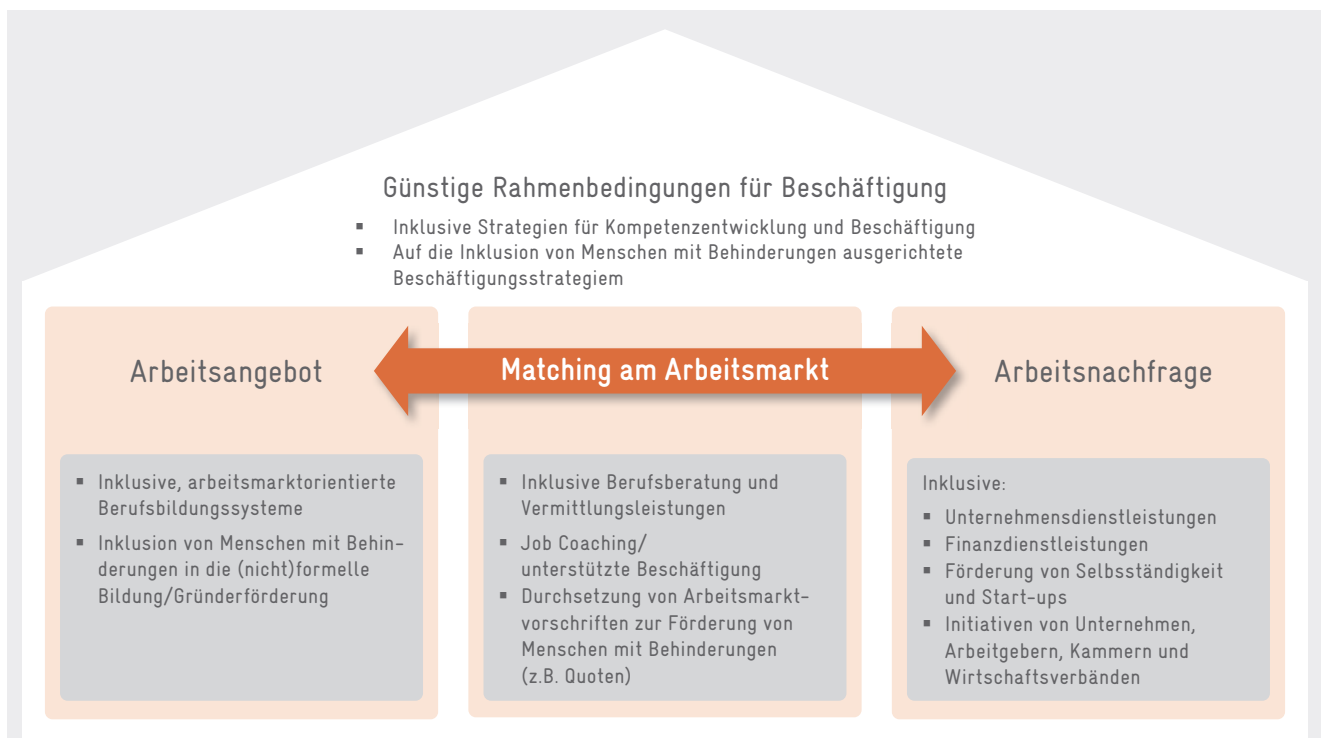 Günstige Rahmenbedingungen für Beschäftigung
▪ Inklusive Strategien für Kompetenzentwicklung und Beschäftigung
▪ Auf die Inklusion von Menschen mit Behinderungen ausgerichtete
Beschäftigungsstrategiem
Arbeitsangebot
Matching am Arbeitsmarkt
Arbeitsnachfrage
▪ Inklusive, arbeitsmarktorientierte
Berufsbildungssysteme
▪ Inklusion von Menschen mit Behin-
derungen in die (nicht)formelle
Bildung/Gründerförderung
▪ Inklusive Berufsberatung und
Vermittlungsleistungen
▪ Job Coaching/
unterstützte Beschäftigung
▪ Durchsetzung von Arbeitsmarkt-
vorschriften zur Förderung von
Menschen mit Behinderungen
(z.B. Quoten)
Inklusive:
▪ Unternehmensdienstleistungen
▪ Finanzdienstleistungen
▪ Förderung von Selbsständigkeit
und Start-ups
▪ Initiativen von Unternehmen,
Arbeitgebern, Kammern und
Wirtschaftsverbänden